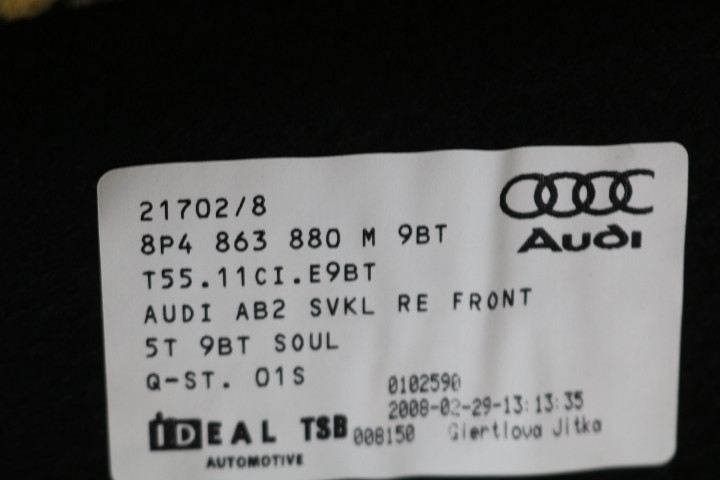 21702/8
8P4 863 880 M 9BT
Audi
T55.11CI.E9BT
AUDI AB2 SVKL RE FRONT
5T 9BT SOUL
Q-ST. 01S
0102590
2008-02-29-13:13:35
IDEAL TSB 008150 Giertlova Jitka
AUTOMOTIVE